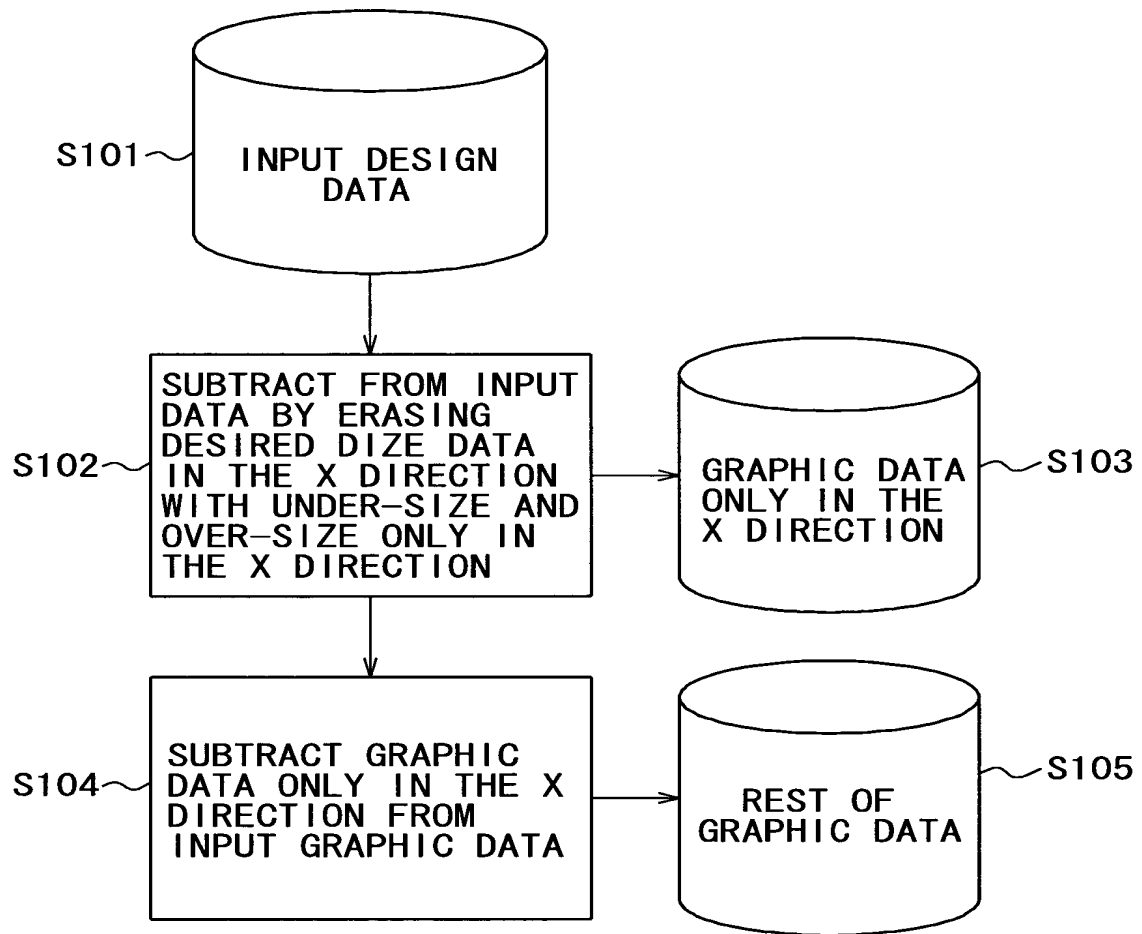 S101
INPUT DESIGN
DATA
S102
SUBTRACT FROM INPUT
DATA BY ERASING
DESIRED DIZE DATA
IN THE X DIRECTION
WITH UNDER-SIZE AND
OVER-SIZE ONLY IN
THE X DIRECTION
GRAPHIC DATA
ONLY IN THE
X DIRECTION
S103
S104
SUBTRACT GRAPHIC
DATA ONLY IN THE X
DIRECTION FROM
INPUT GRAPHIC DATA
REST OF
GRAPHIC DATA
S105